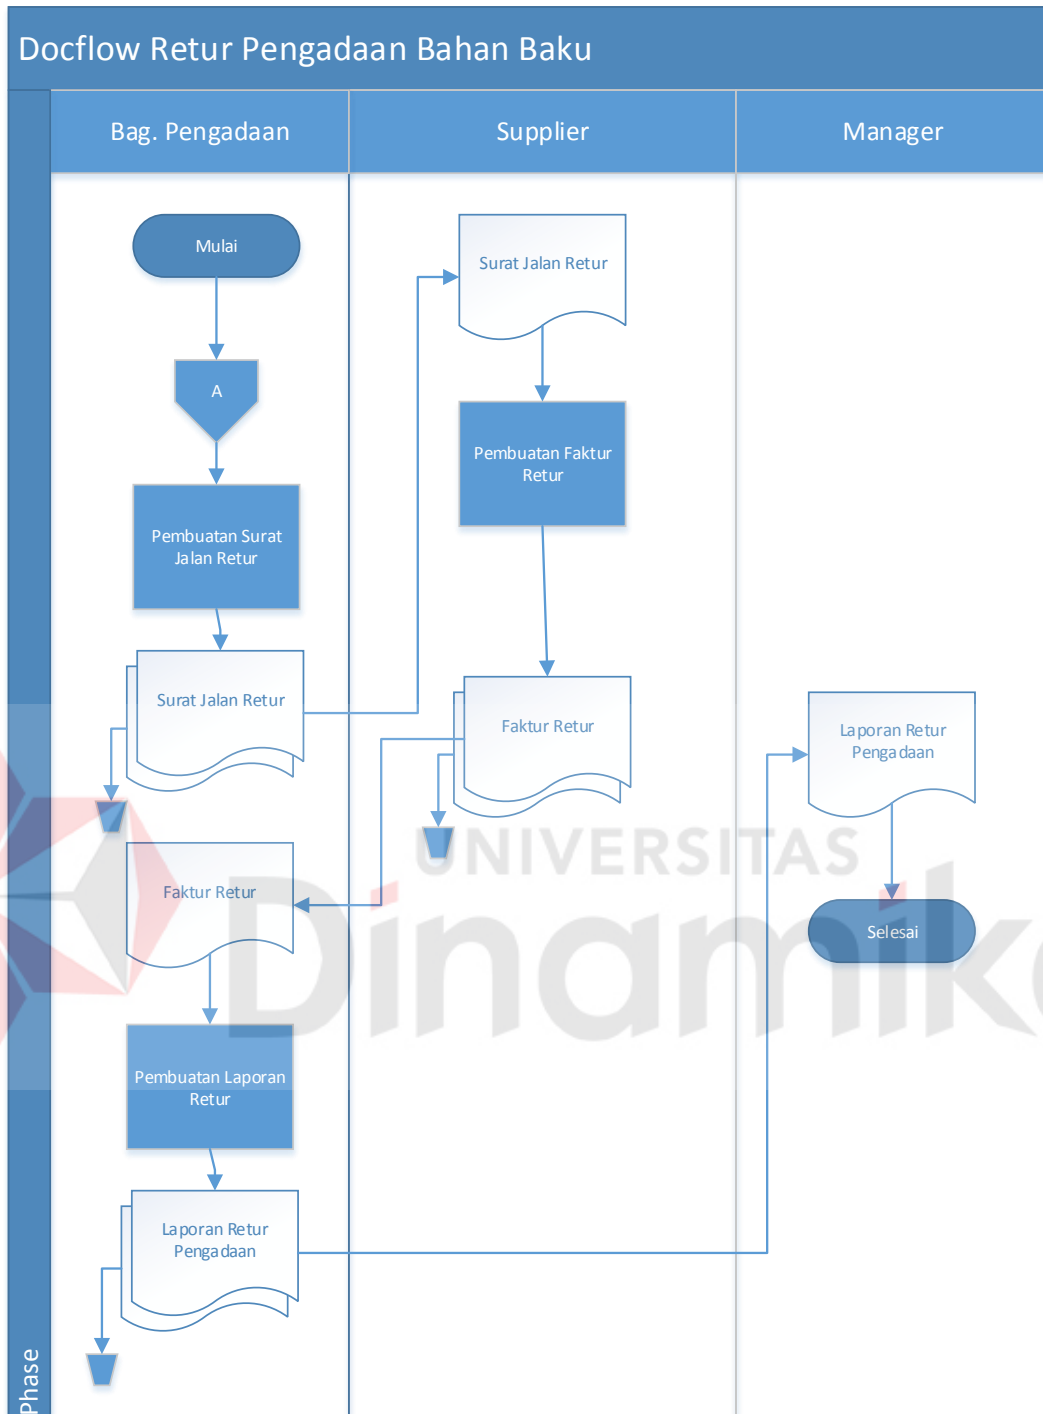 Docflow Retur Pengadaan Bahan Baku
Bag. Pengadaan
Supplier
Manager
Mulai
A
Pembuatan Surat
Jalan Retur
Surat Jalan Retur
Faktur Retur
Pembuatan Laporan
Retur
Laporan Retur
Pengadaan
Surat Jalan Retur
Pembuatan Faktur
Retur
Faktur Retur
Laporan Retur
Pengadaan
Selesai
Phase
UNIVERSITAS
Dinamika